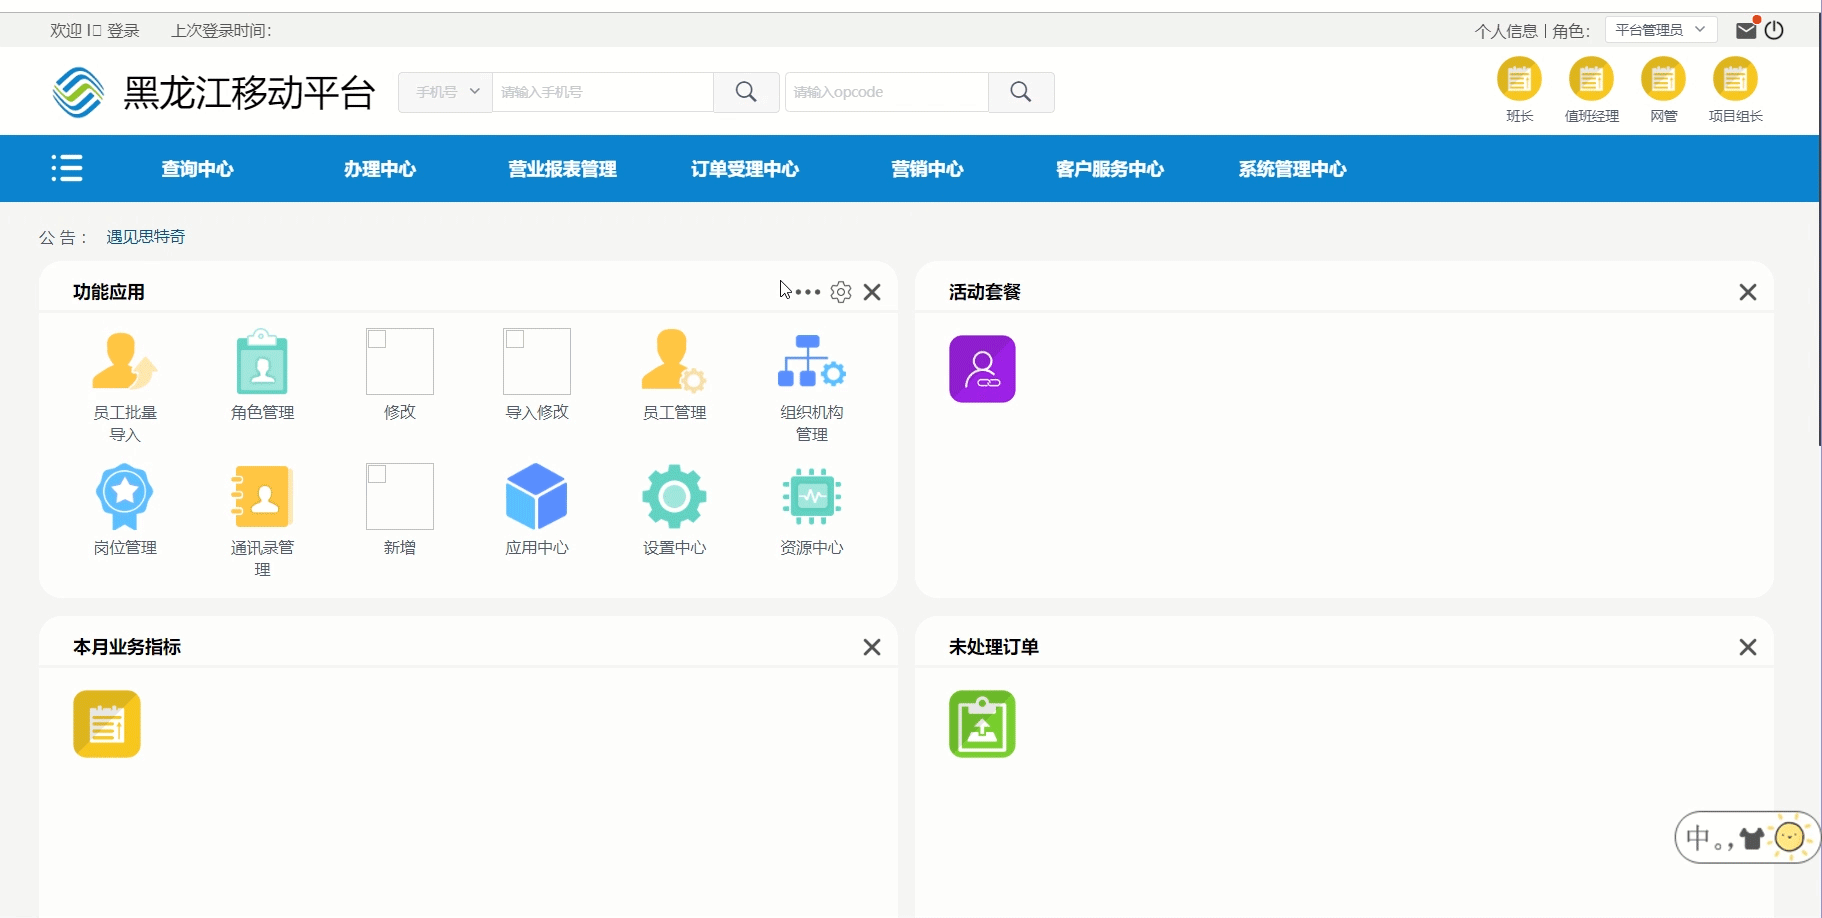 欢迎 I 登录 上次登录时间：
个人信息 | 角色： 平台管理员
黑龙江移动平台
手机号 请输入手机号
请输入opcode
班长 值班经理 网管 项目组长
查询中心 办理中心 营业报表管理 订单受理中心 营销中心 客户服务中心 系统管理中心
公 告 ： 遇见思特奇
功能应用
员工批量
导入
角色管理
修改
导入修改
员工管理
组织机构
管理
岗位管理
通讯录管
理
新增
应用中心
设置中心
资源中心
活动套餐
本月业务指标
未处理订单
中。,